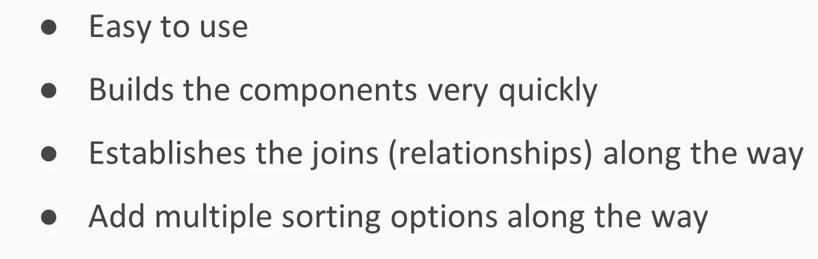 ● Easy to use
● Builds the components very quickly
● Establishes the joins (relationships) along the way
● Add multiple sorting options along the way